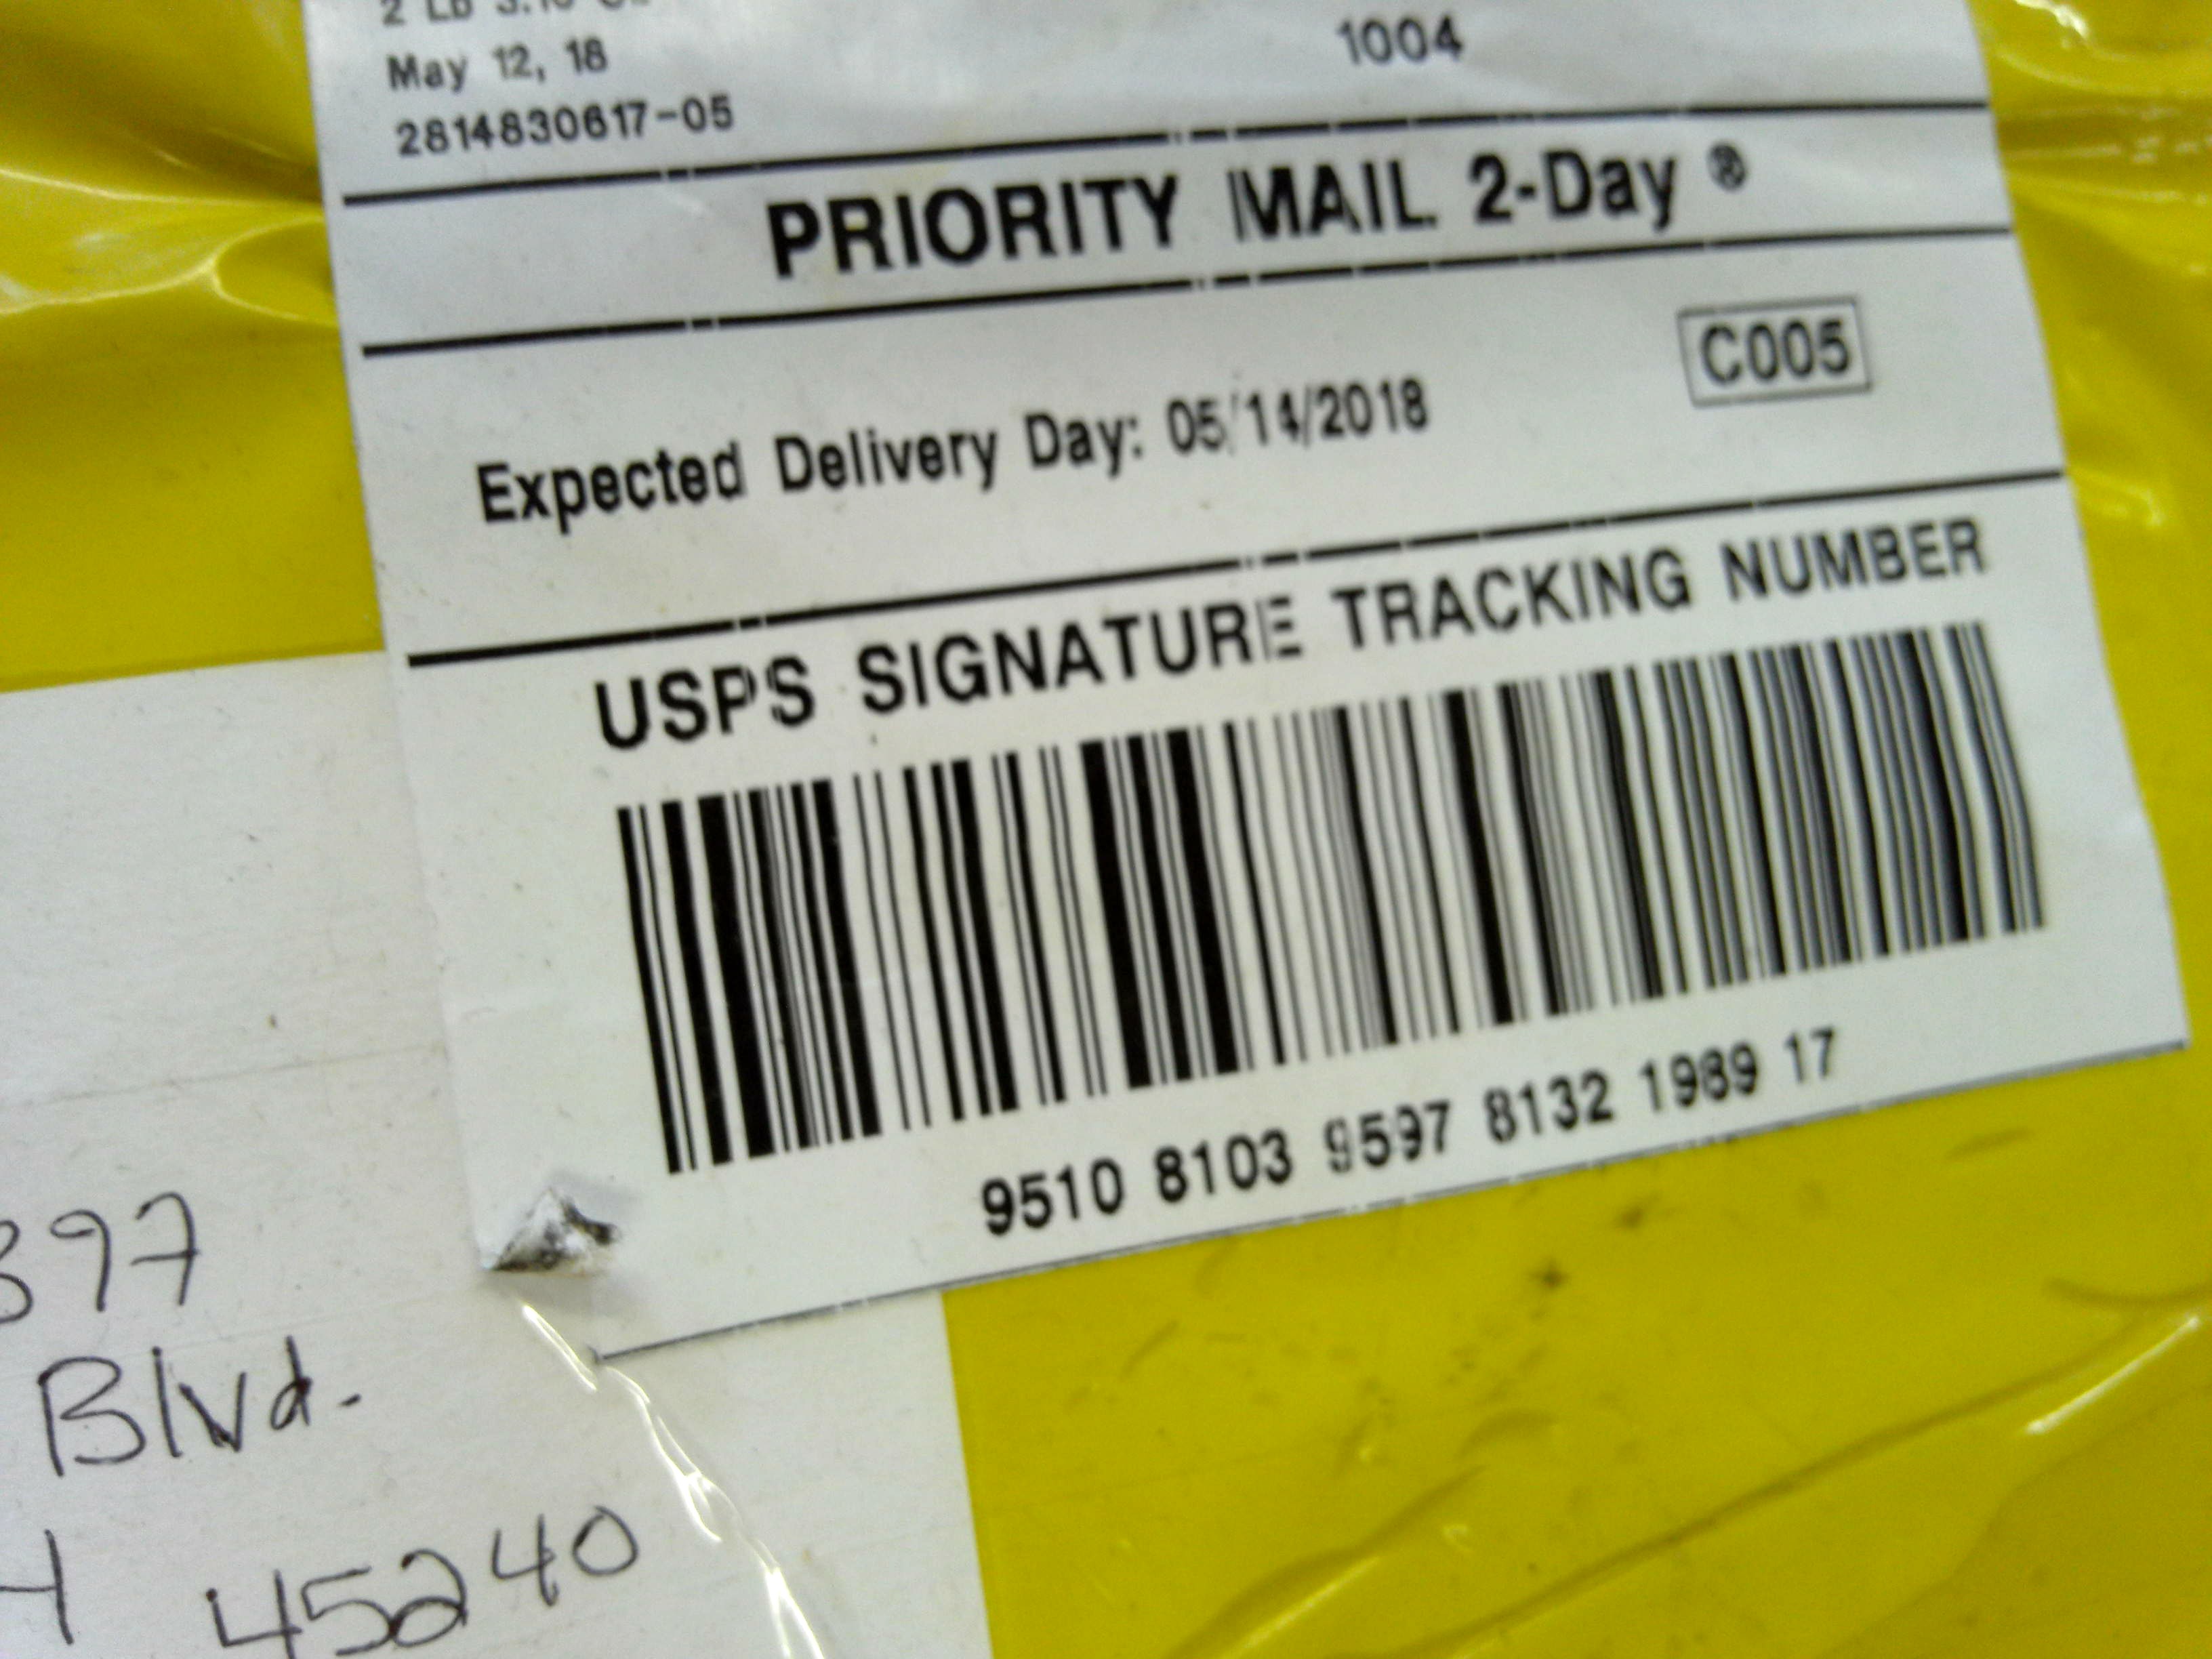 May 12, 18
2814830617-05
1004
PRIORITY MAIL 2-Day ®
C005
Expected Delivery Day: 05/14/2018
USPS SIGNATURE TRACKING NUMBER
9510 8103 9597 8132 1989 17
397
Blvd.
45240